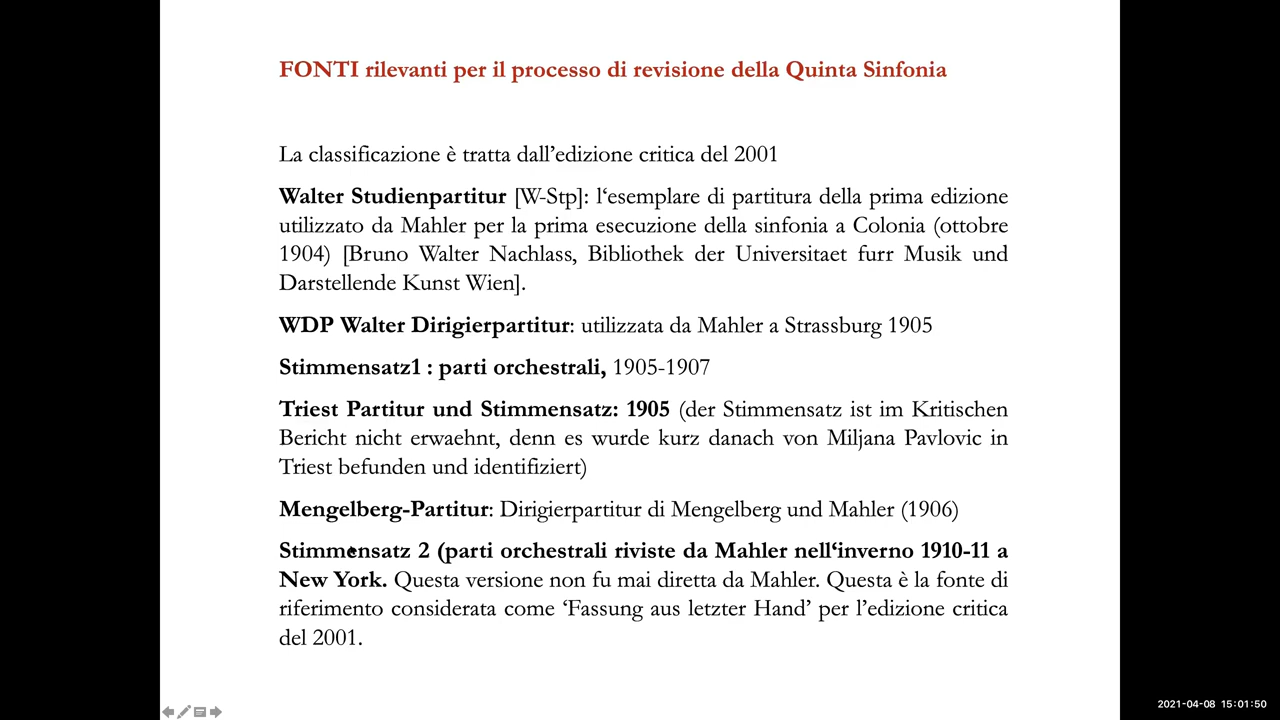 FONTI rilevanti per il processo di revisione della Quinta Sinfonia
La classificazione è tratta dall’edizione critica del 2001
Walter Studienpartitur [W-Stp]: l‘esemplare di partitura della prima edizione
utilizzato da Mahler per la prima esecuzione della sinfonia a Colonia (ottobre
1904) [Bruno Walter Nachlass, Bibliothek der Universitaet furr Musik und
Darstellende Kunst Wien].
WDP Walter Dirigierpartitur: utilizzata da Mahler a Strassburg 1905
Stimmensatz1 : parti orchestrali, 1905-1907
Triest Partitur und Stimmensatz: 1905 (der Stimmensatz ist im Kritischen
Bericht nicht erwaehnt, denn es wurde kurz danach von Miljana Pavlovic in
Triest befunden und identifiziert)
Mengelberg-Partitur: Dirigierpartitur di Mengelberg und Mahler (1906)
Stimmensatz 2 (parti orchestrali riviste da Mahler nell‘inverno 1910-11 a
New York. Questa versione non fu mai diretta da Mahler. Questa è la fonte di
riferimento considerata come ‘Fassung aus letzter Hand’ per l’edizione critica
del 2001.
2021-04-08 15:01:50